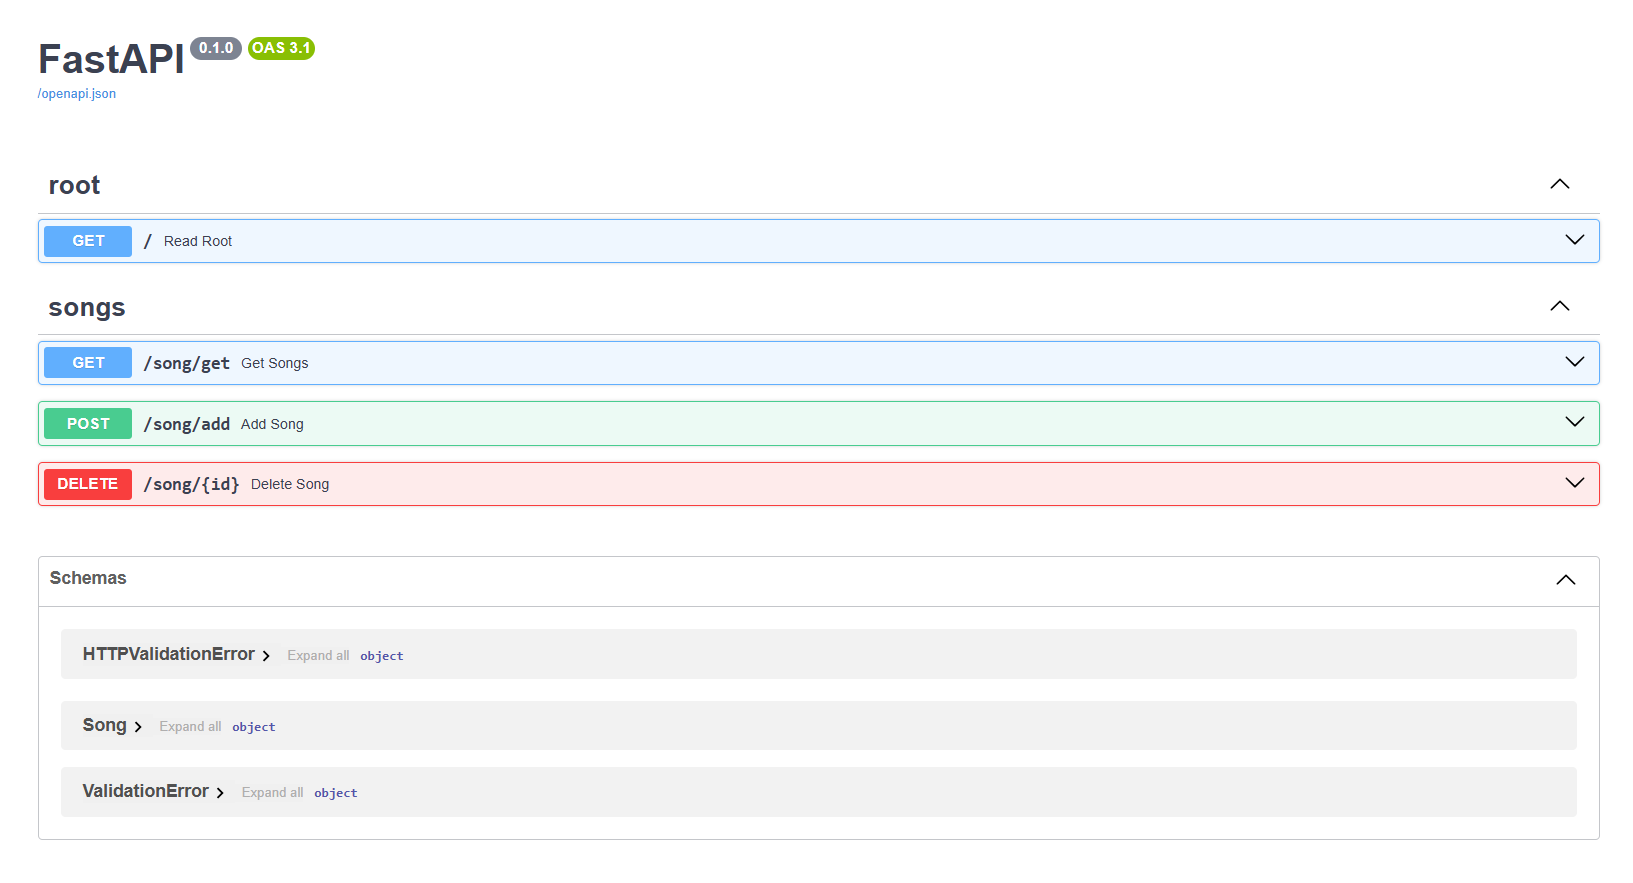 FastAPI 0.1.0 OAS 3.1
/openapi.json
root
GET / Read Root
songs
GET /song/get Get Songs
POST /song/add Add Song
DELETE /song/{id} Delete Song
Schemas
HTTPValidationError Expand all object
Song Expand all object
ValidationError Expand all object